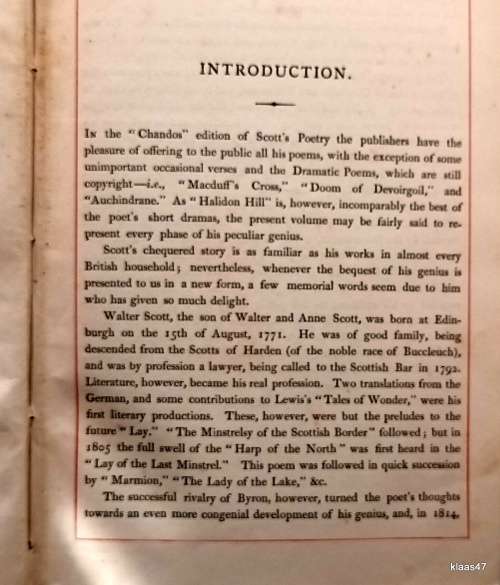 INTRODUCTION.
In the "Chandos" edition of Scott's Poetry the publishers have the
pleasure of offering to the public all his poems, with the exception of some
unimportant occasional verses and the Dramatic Poems, which are still
copyright—i.e., "Macduff's Cross," "Doom of Devoirgoil," and
"Auchindrane." As "Halidon Hill" is, however, incomparably the best of
the poet's short dramas, the present volume may be fairly said to re-
present every phase of his peculiar genius.
Scott's chequered story is as familiar as his works in almost every
British household; nevertheless, whenever the bequest of his genius is
presented to us in a new form, a few memorial words seem due to him
who has given so much delight.
Walter Scott, the son of Walter and Anne Scott, was born at Edin-
burgh on the 15th of August, 1771. He was of good family, being
descended from the Scotts of Harden (of the noble race of Buccleuch),
and was by profession a lawyer, being called to the Scottish Bar in 1792.
Literature, however, became his real profession. Two translations from the
German, and some contributions to Lewis's "Tales of Wonder," were his
first literary productions. These, however, were but the preludes to the
future "Lay." "The Minstrelsy of the Scottish Border" followed; but in
1805 the full swell of the "Harp of the North" was first heard in the
"Lay of the Last Minstrel." This poem was followed in quick succession
by "Marmion," "The Lady of the Lake," &c.
The successful rivalry of Byron, however, turned the poet's thoughts
towards an even more congenial development of his genius, and, in 1814,
klaas47